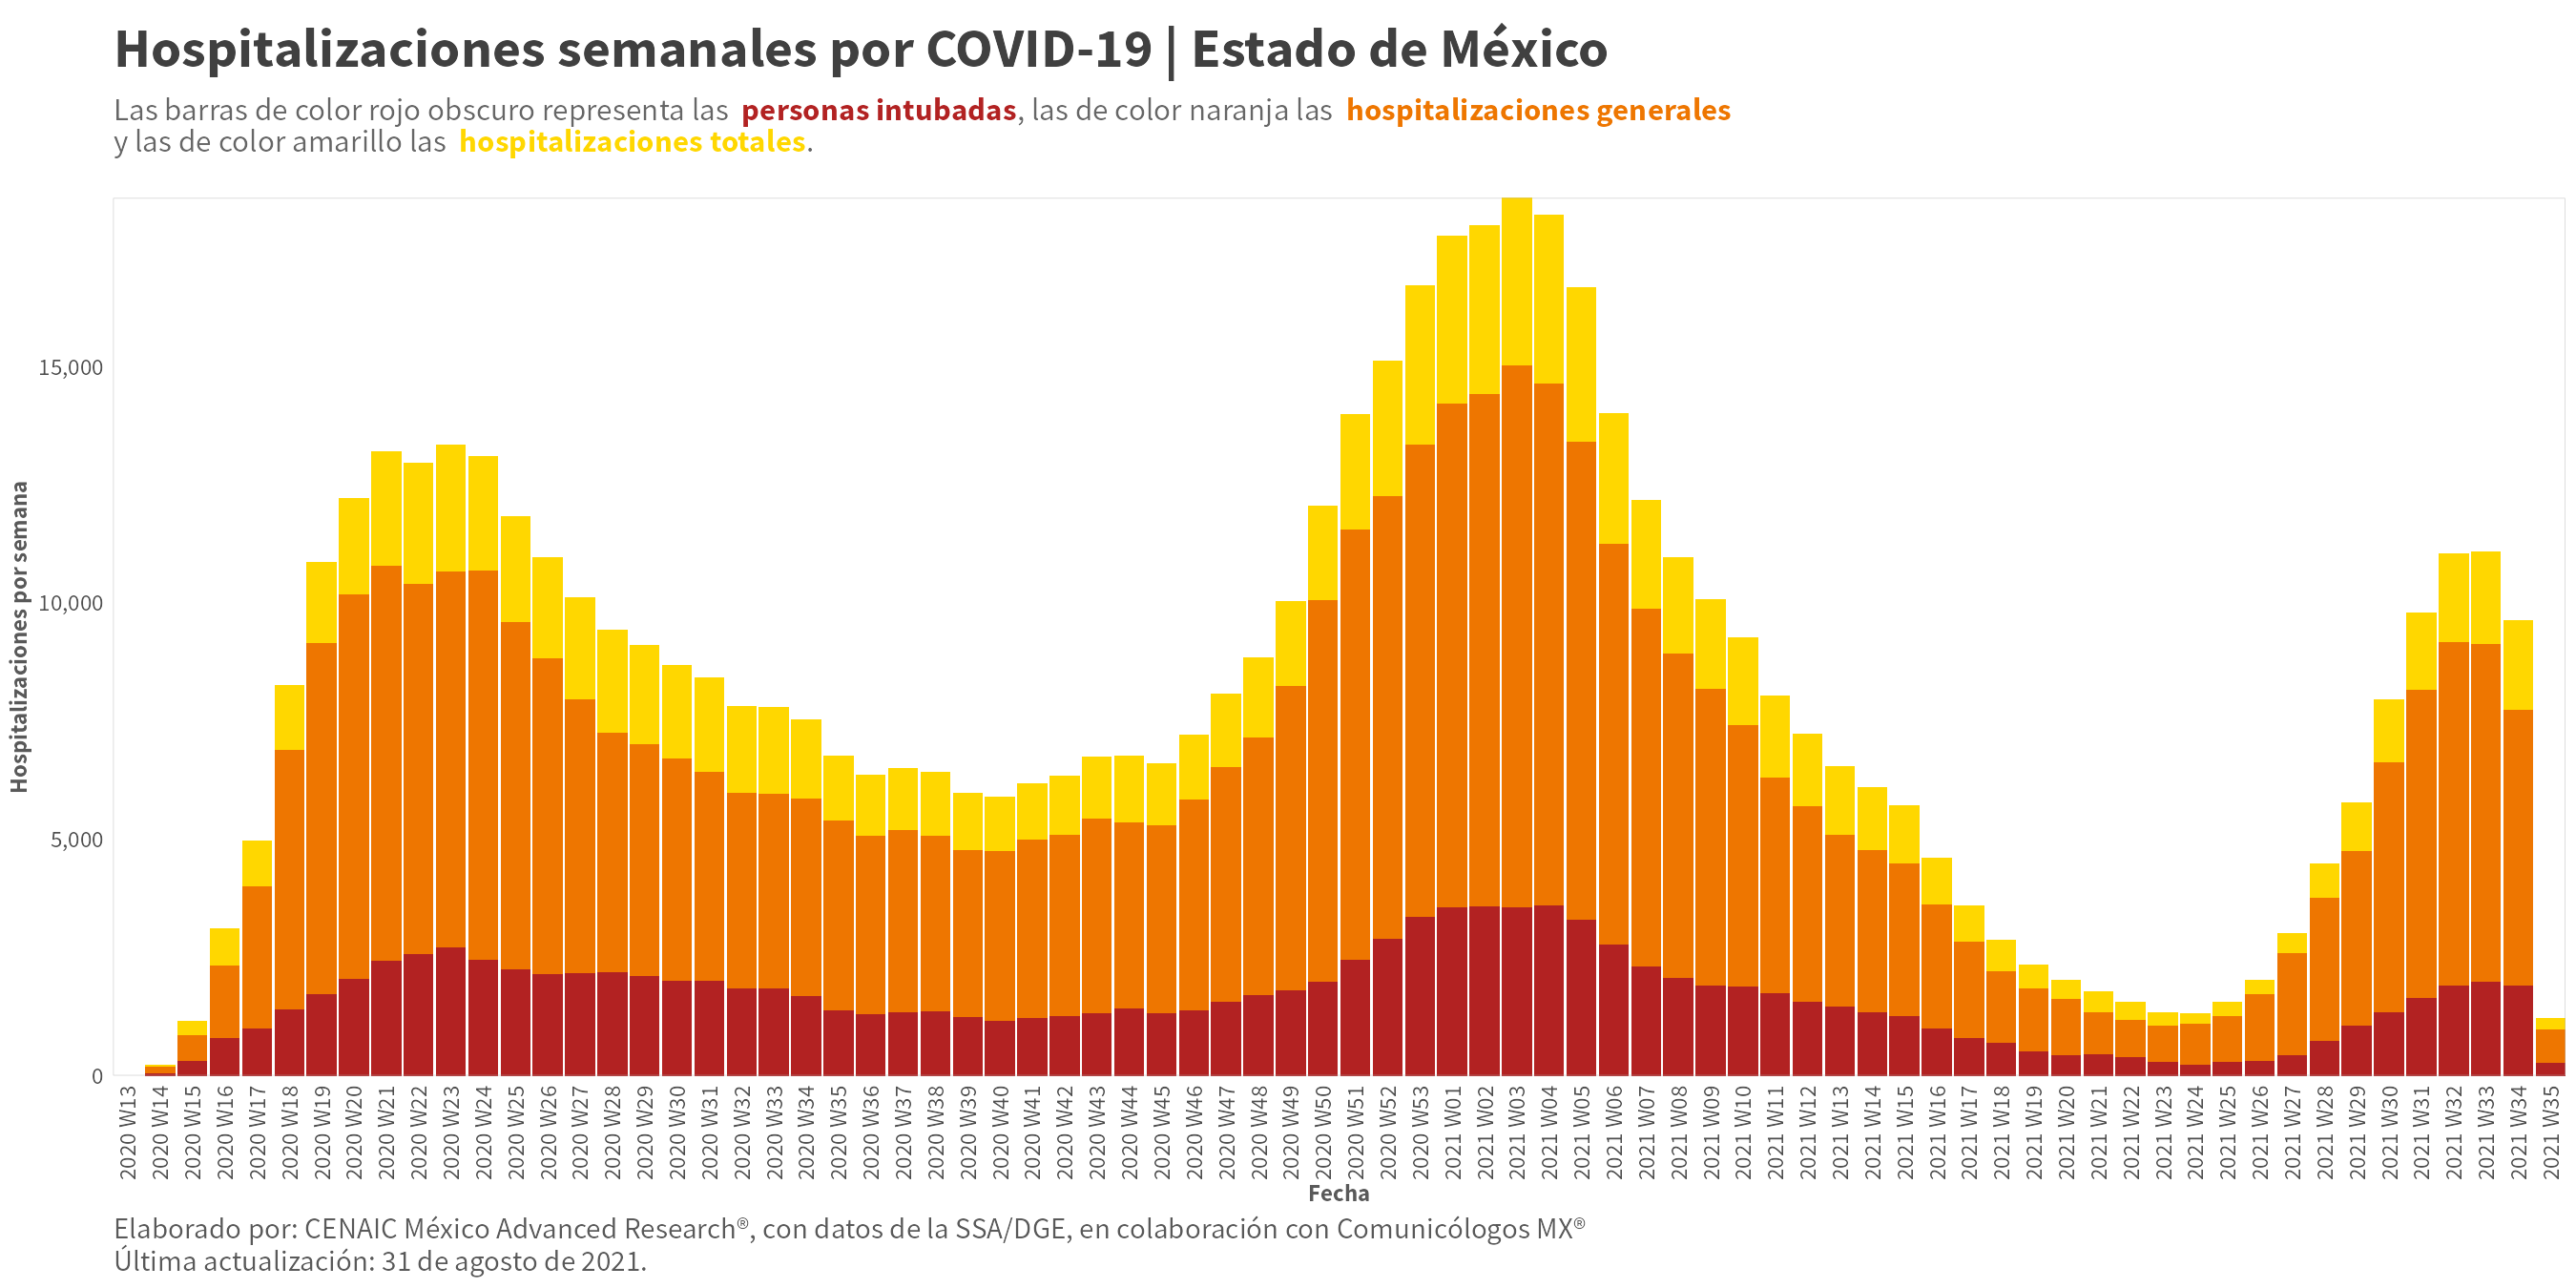 Hospitalizaciones semanales por COVID-19 | Estado de México
Las barras de color rojo obscuro representa las personas intubadas, las de color naranja las hospitalizaciones generales
y las de color amarillo las hospitalizaciones totales.
Hospitalizaciones por semana
15,000
10,000
5,000
0
2020 W13
2020 W14
2020 W15
2020 W16
2020 W17
2020 W18
2020 W19
2020 W20
2020 W21
2020 W22
2020 W23
2020 W24
2020 W25
2020 W26
2020 W27
2020 W28
2020 W29
2020 W30
2020 W31
2020 W32
2020 W33
2020 W34
2020 W35
2020 W36
2020 W37
2020 W38
2020 W39
2020 W40
2020 W41
2020 W42
2020 W43
2020 W44
2020 W45
2020 W46
2020 W47
2020 W48
2020 W49
2020 W50
2020 W51
2020 W52
2020 W53
2021 W01
2021 W02
2021 W03
2021 W04
2021 W05
2021 W06
2021 W07
2021 W08
2021 W09
2021 W10
2021 W11
2021 W12
2021 W13
2021 W14
2021 W15
2021 W16
2021 W17
2021 W18
2021 W19
2021 W20
2021 W21
2021 W22
2021 W23
2021 W24
2021 W25
2021 W26
2021 W27
2021 W28
2021 W29
2021 W30
2021 W31
2021 W32
2021 W33
2021 W34
2021 W35
Fecha
Elaborado por: CENAIC México Advanced Research®, con datos de la SSA/DGE, en colaboración con Comunicólogos MX®
Última actualización: 31 de agosto de 2021.